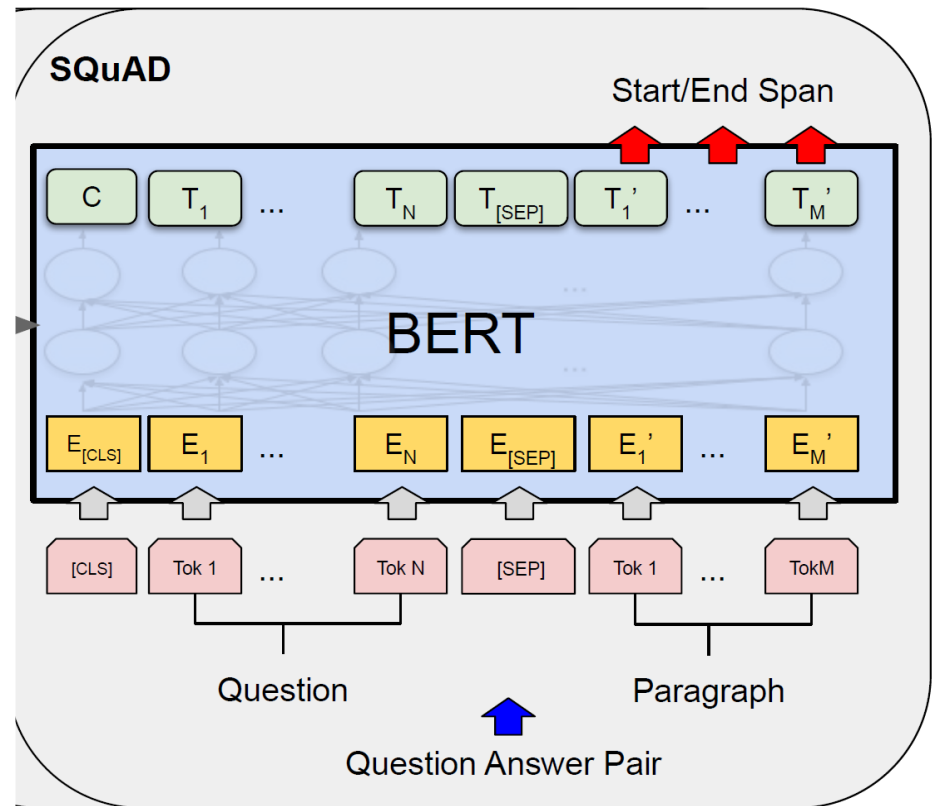 SQuAD
Start/End Span
C T1 ... TN T[SEP] T1’ ... TM’
...
BERT
...
E[CLS] E1 ... EN E[SEP] E1’ ... EM’
[CLS] Tok 1 ... Tok N [SEP] Tok 1 ... TokM
Question Paragraph
Question Answer Pair